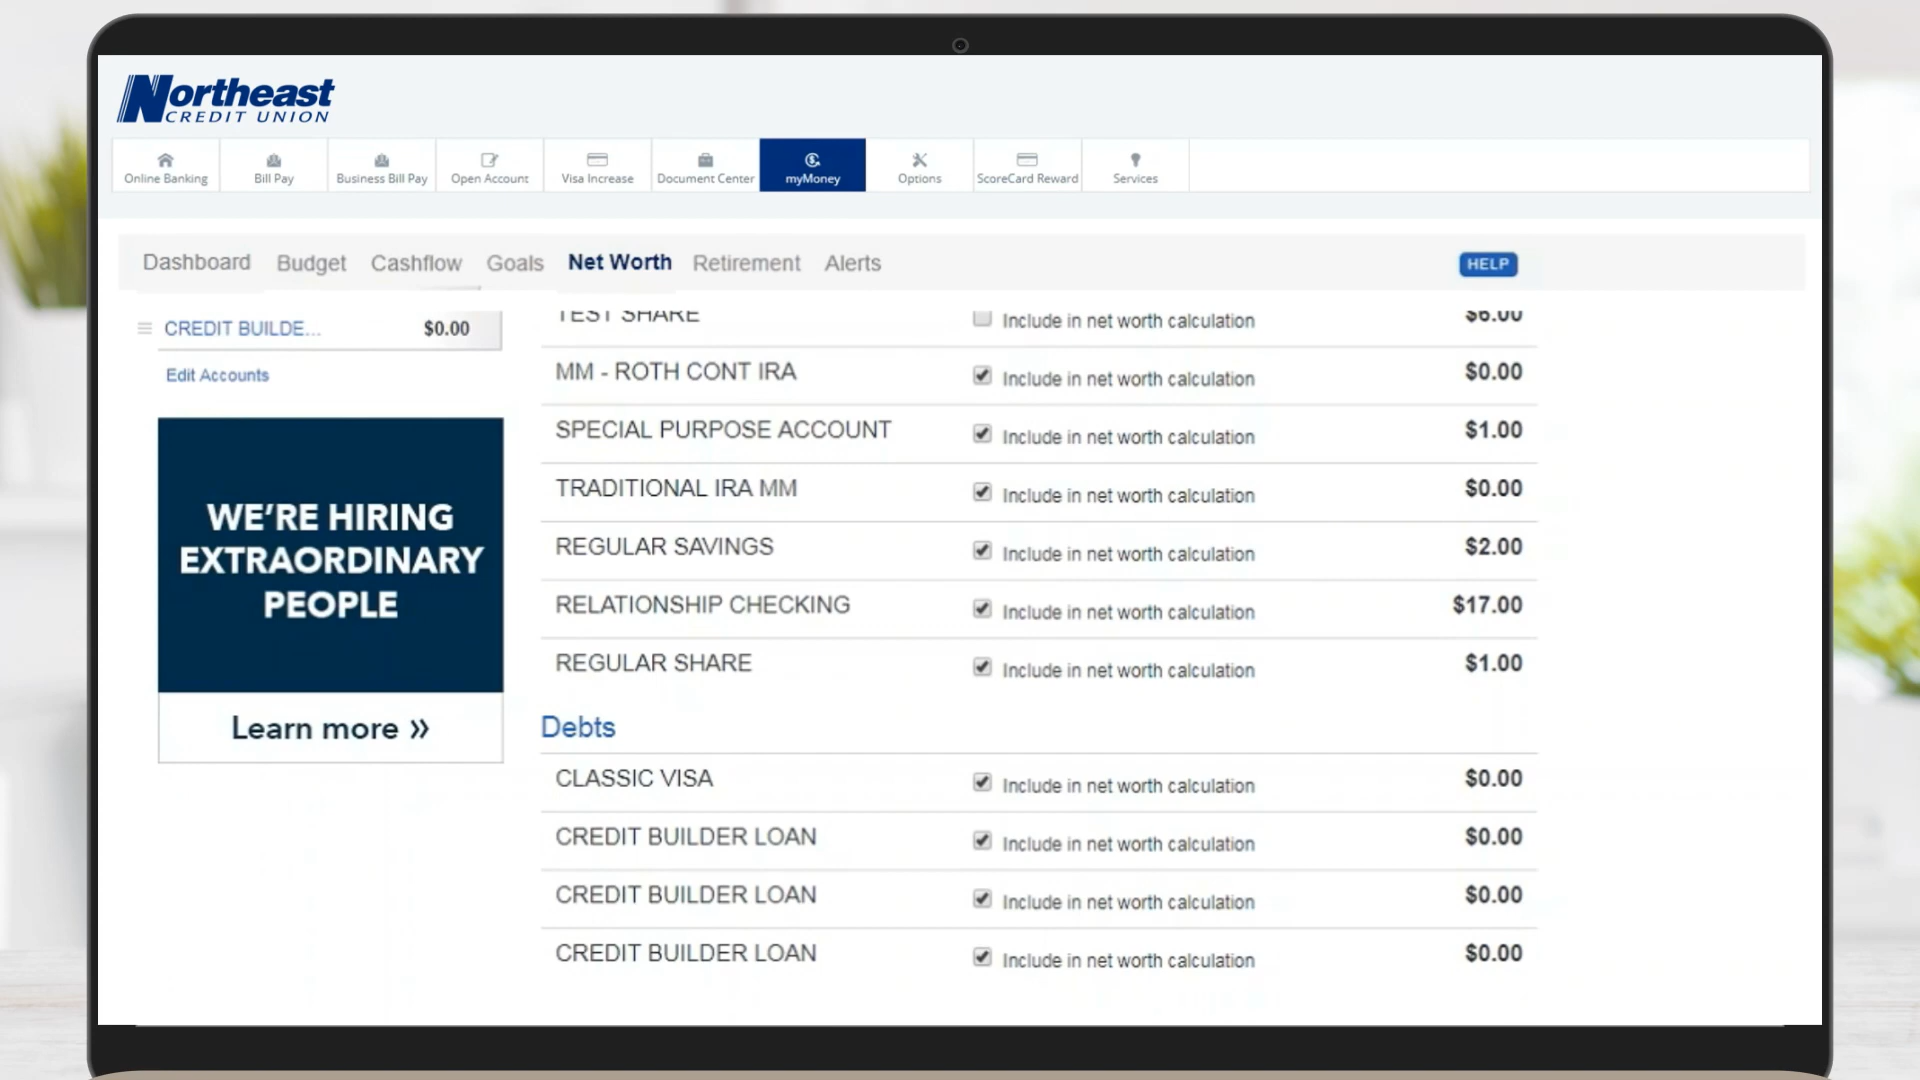 Northeast
CREDIT UNION
Online Banking
Bill Pay
Business Bill Pay
Open Account
Visa Increase
Document Center
myMoney
Options
ScoreCard Reward
Services
Dashboard Budget Cashflow Goals Net Worth Retirement Alerts HELP
CREDIT BUILDE... $0.00
Edit Accounts
WE'RE HIRING
EXTRAORDINARY
PEOPLE
Learn more »
TEST SHARE Include in net worth calculation $6.00
MM - ROTH CONT IRA Include in net worth calculation $0.00
SPECIAL PURPOSE ACCOUNT Include in net worth calculation $1.00
TRADITIONAL IRA MM Include in net worth calculation $0.00
REGULAR SAVINGS Include in net worth calculation $2.00
RELATIONSHIP CHECKING Include in net worth calculation $17.00
REGULAR SHARE Include in net worth calculation $1.00
Debts
CLASSIC VISA Include in net worth calculation $0.00
CREDIT BUILDER LOAN Include in net worth calculation $0.00
CREDIT BUILDER LOAN Include in net worth calculation $0.00
CREDIT BUILDER LOAN Include in net worth calculation $0.00